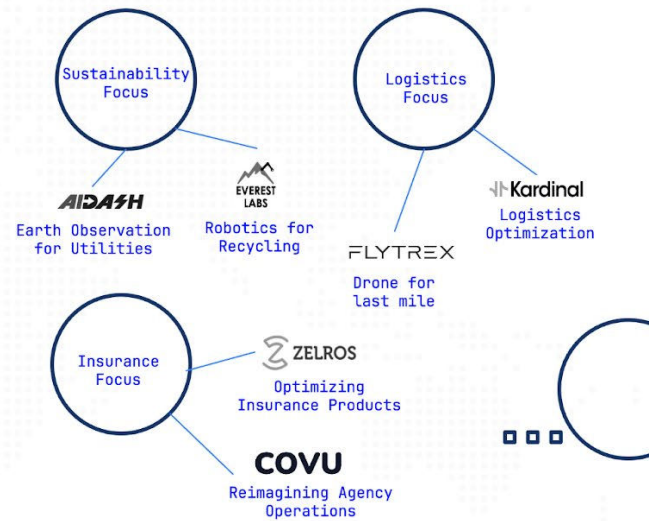 Sustainability
Focus
AIDASH
Earth Observation
for Utilities
EVEREST
LABS
Robotics for
Recycling
Logistics
Focus
FLYTREX
Drone for
last mile
Kardinal
Logistics
Optimization
Insurance
Focus
ZELROS
Optimizing
Insurance Products
COVU
Reimagining Agency
Operations